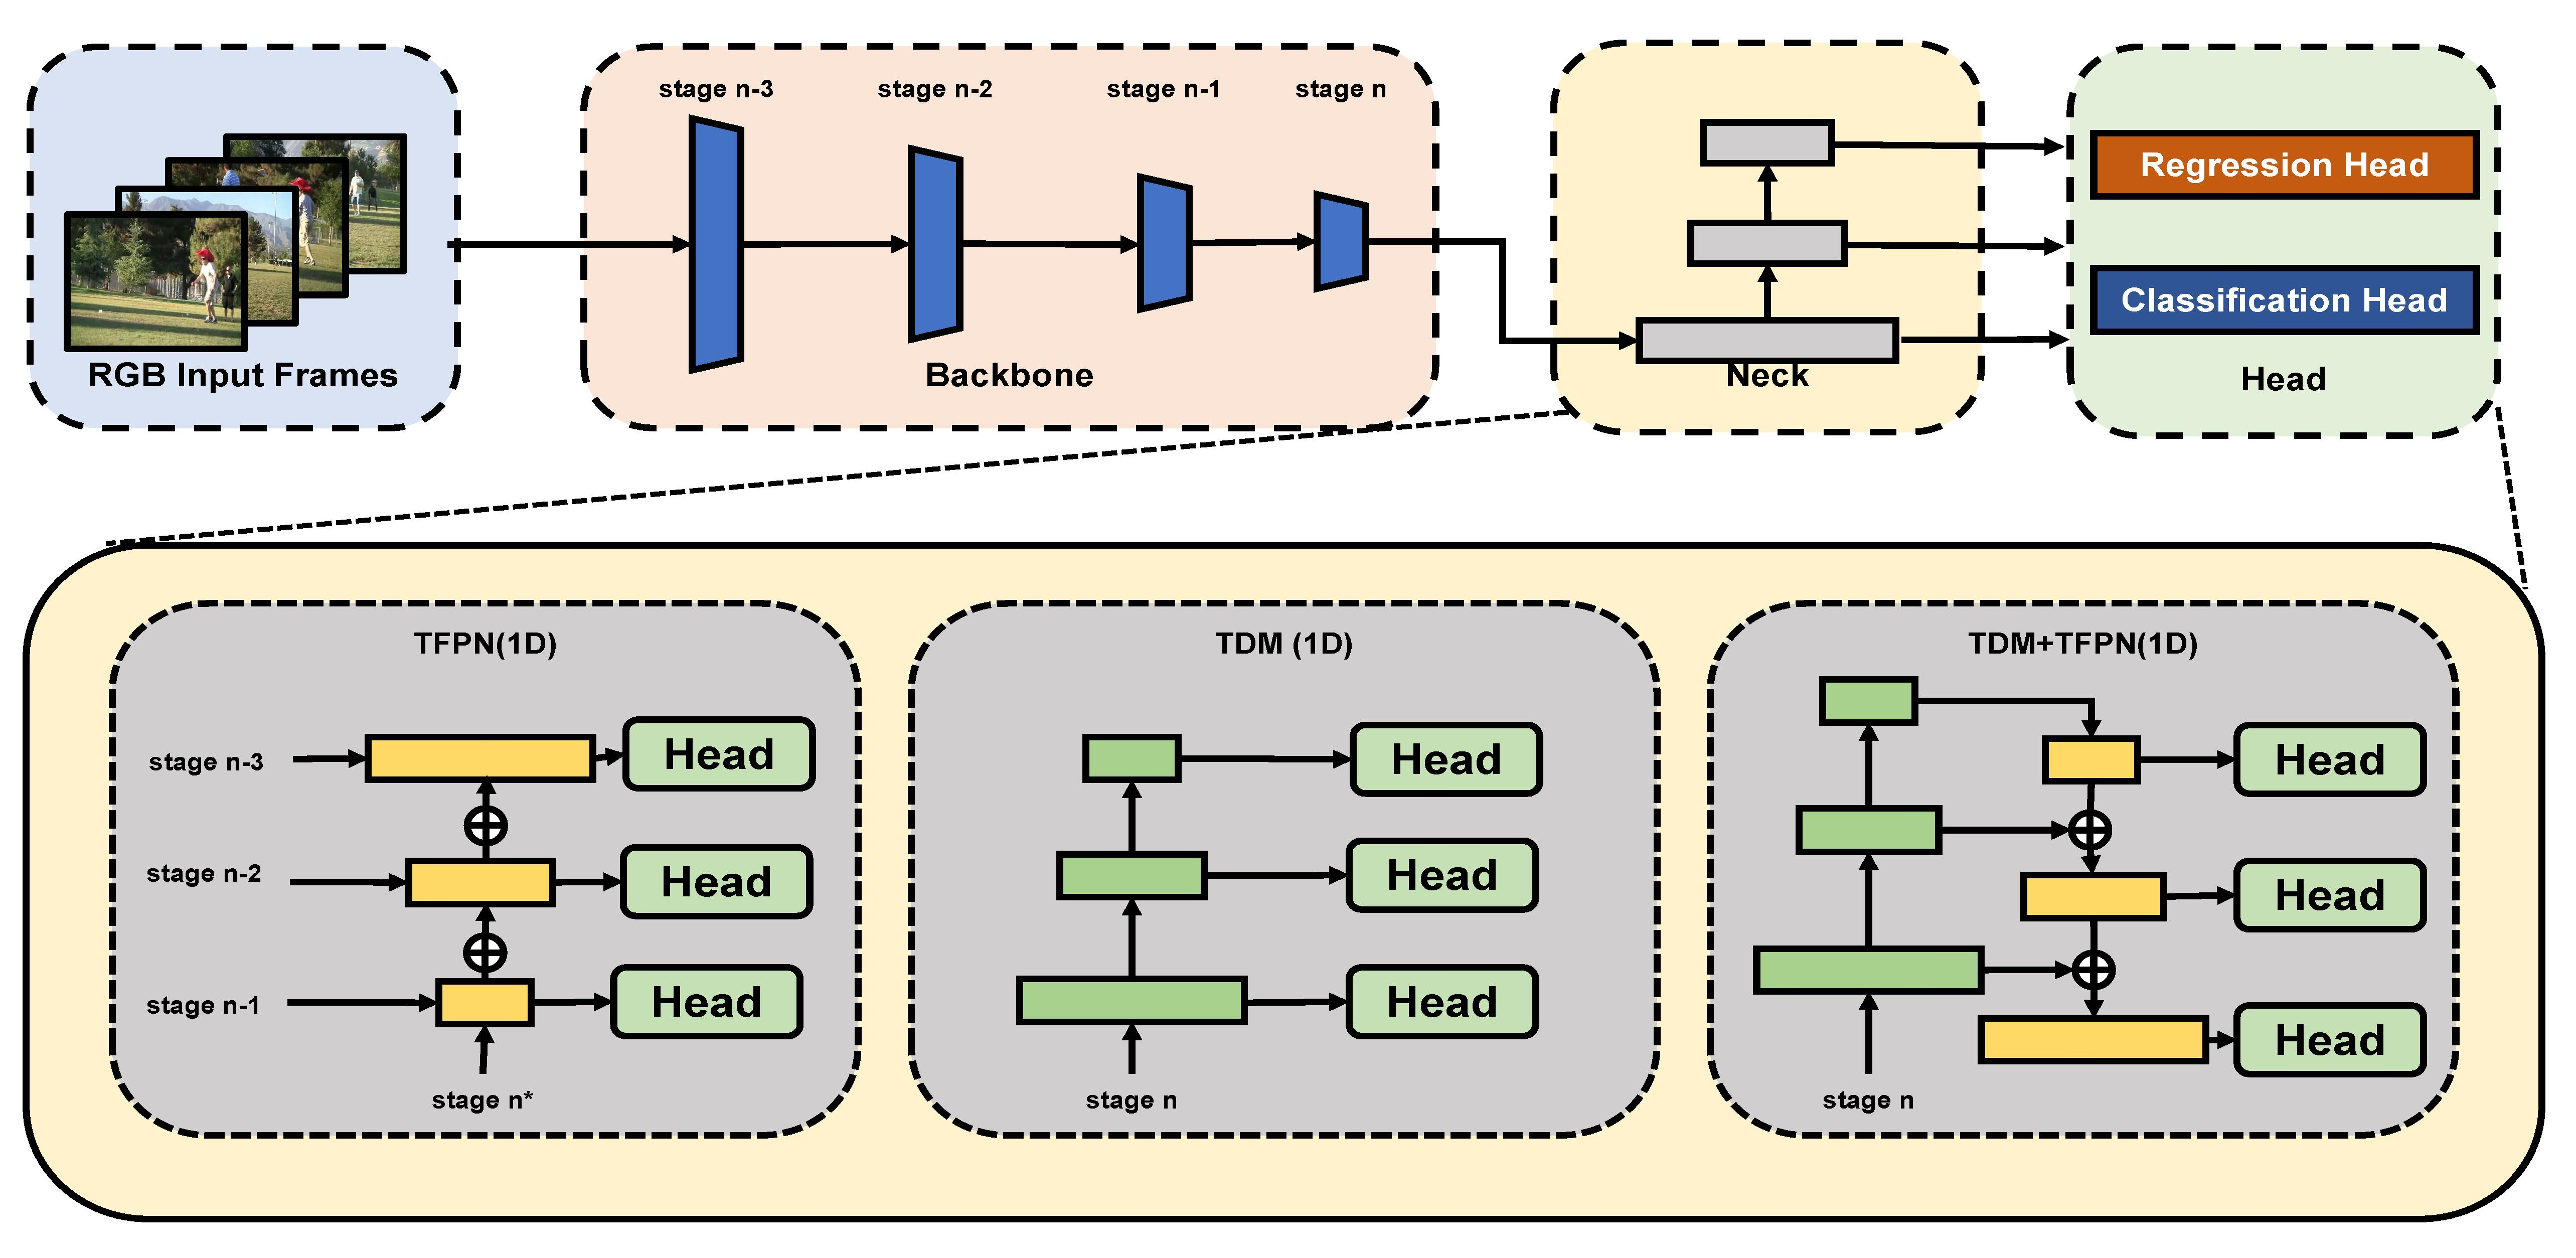 stage n-3
stage n-2
stage n-1
stage n
RGB Input Frames
Backbone
Neck
Regression Head
Classification Head
Head
TFPN(1D)
stage n-3
Head
stage n-2
Head
stage n-1
Head
stage n*
TDM (1D)
Head
Head
Head
stage n
TDM+TFPN(1D)
Head
Head
Head
stage n